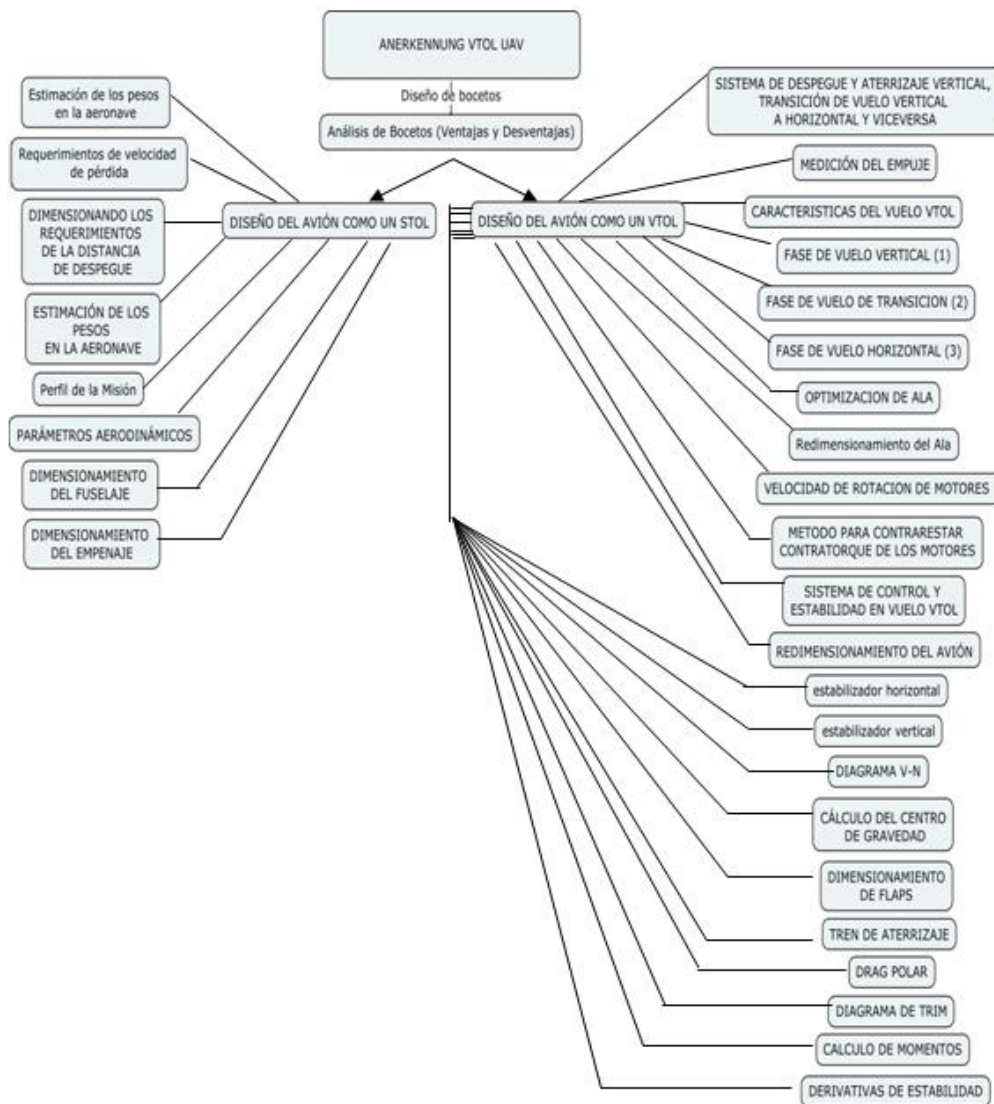 ANERKENNUNG VTOL UAV
Diseño de bocetos
Análisis de Bocetos (Ventajas y Desventajas)
Estimación de los pesos
en la aeronave
Requerimientos de velocidad
de pérdida
DIMENSIONANDO LOS
REQUERIMIENTOS
DE LA DISTANCIA
DE DESPEGUE
ESTIMACIÓN DE LOS
PESOS
EN LA AERONAVE
Perfil de la Misión
PARÁMETROS AERODINÁMICOS
DIMENSIONAMIENTO
DEL FUSELAJE
DIMENSIONAMIENTO
DEL EMPENAJE
DISEÑO DEL AVIÓN COMO UN STOL
DISEÑO DEL AVIÓN COMO UN VTOL
SISTEMA DE DESPEGUE Y ATERRIZAJE VERTICAL,
TRANSICIÓN DE VUELO VERTICAL
A HORIZONTAL Y VICEVERSA
MEDICIÓN DEL EMPUJE
CARACTERISTICAS DEL VUELO VTOL
FASE DE VUELO VERTICAL (1)
FASE DE VUELO DE TRANSICION (2)
FASE DE VUELO HORIZONTAL (3)
OPTIMIZACION DE ALA
Redimensionamiento del Ala
VELOCIDAD DE ROTACION DE MOTORES
METODO PARA CONTRARESTAR
CONTRATORQUE DE LOS MOTORES
SISTEMA DE CONTROL Y
ESTABILIDAD EN VUELO VTOL
REDIMENSIONAMIENTO DEL AVIÓN
estabilizador horizontal
estabilizador vertical
DIAGRAMA V-N
CÁLCULO DEL CENTRO
DE GRAVEDAD
DIMENSIONAMIENTO
DE FLAPS
TREN DE ATERRIZAJE
DRAG POLAR
DIAGRAMA DE TRIM
CALCULO DE MOMENTOS
DERIVATIVAS DE ESTABILIDAD